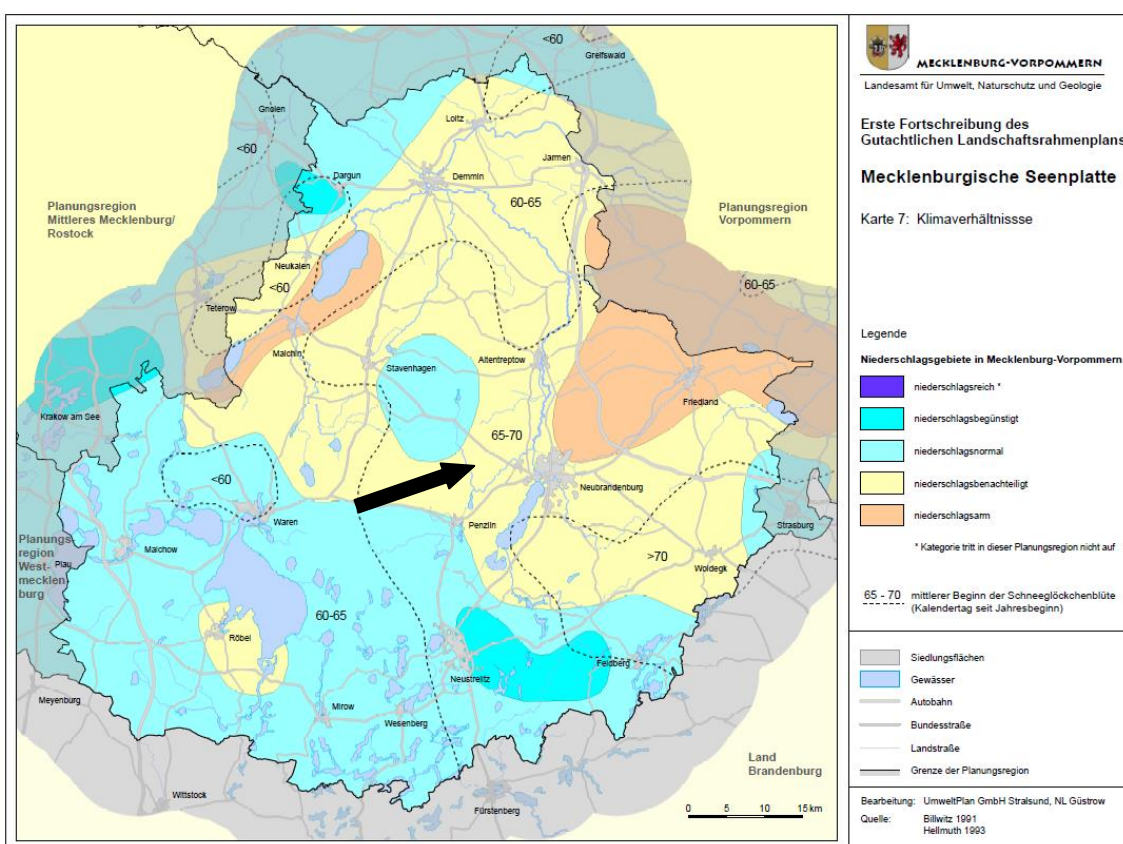 <60
Greifswald
Gnoien
<60
Loitz
Jarmen
Dargun
Demmin
60-65
Planungsregion
Mittleres Mecklenburg/
Rostock
Planungsregion
Vorpommern
Neukalen
<60
60-65
Teterow
Malchin
Altentreptow
Stavenhagen
Friedland
Krakow am See
65-70
<60
Neubrandenburg
Waren
Penzlin
Strasburg
Malchow
Planungs-
region
West-
mecklen-
burg
Plau
>70
Woldegk
60-65
Röbel
Feldberg
Neustrelitz
Meyenburg
Mirow
Wesenberg
Land
Brandenburg
Wittstock
Fürstenberg
0 5 10 15 km
MECKLENBURG-VORPOMMERN
Landesamt für Umwelt, Naturschutz und Geologie
Erste Fortschreibung des
Gutachtlichen Landschaftsrahmenplans
Mecklenburgische Seenplatte
Karte 7: Klimaverhältnissse
Legende
Niederschlagsgebiete in Mecklenburg-Vorpommern
niederschlagsreich *
niederschlagsbegünstigt
niederschlagsnormal
niederschlagsbenachteiligt
niederschlagsarm
* Kategorie tritt in dieser Planungsregion nicht auf
65 - 70 mittlerer Beginn der Schneeglöckchenblüte
(Kalendertag seit Jahresbeginn)
Siedlungsflächen
Gewässer
Autobahn
Bundesstraße
Landstraße
Grenze der Planungsregion
Bearbeitung: UmweltPlan GmbH Stralsund, NL Güstrow
Quelle: Billwitz 1991
Hellmuth 1993